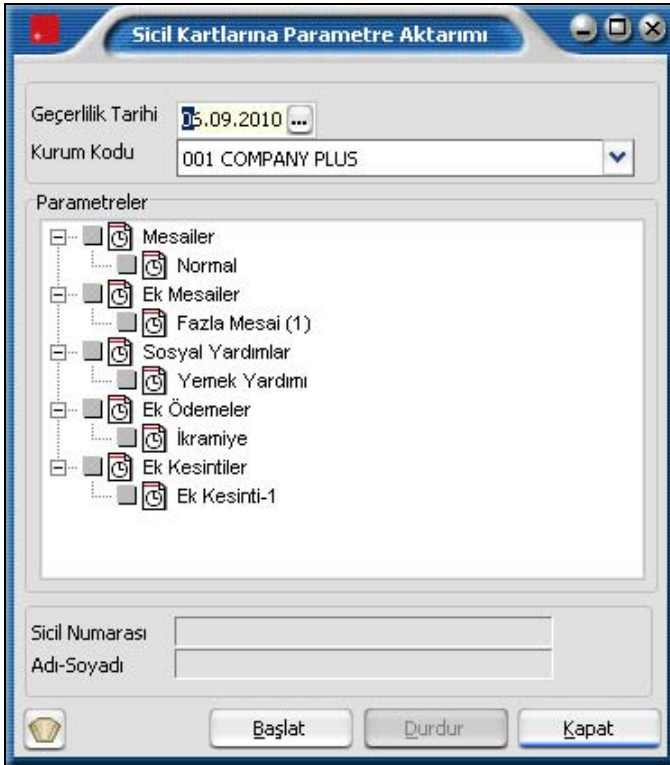 Sicil Kartlarına Parametre Aktarımı
Geçerlilik Tarihi 06.09.2010 ...
Kurum Kodu 001 COMPANY PLUS
Parametreler
Mesailer
Normal
Ek Mesailer
Fazla Mesai (1)
Sosyal Yardımlar
Yemek Yardımı
Ek Ödemeler
İkramiye
Ek Kesintiler
Ek Kesinti-1
Sicil Numarası
Adı-Soyadı
Başlat Durdur Kapat